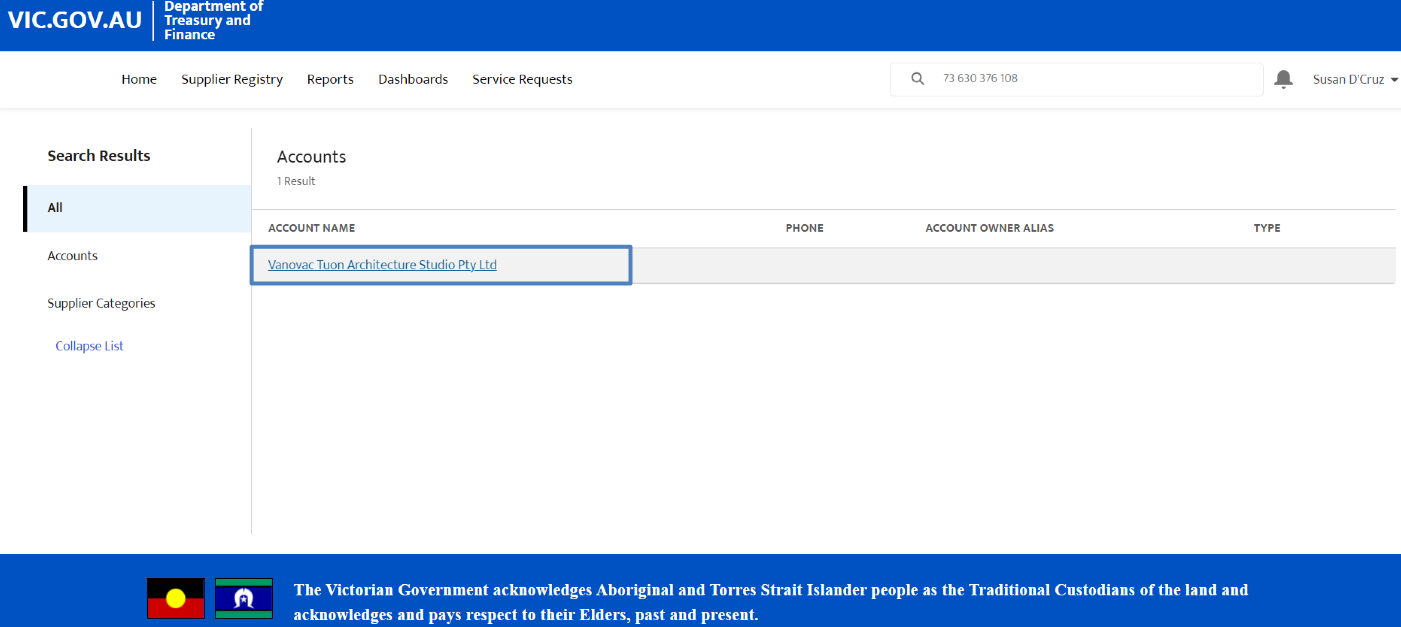 VIC.GOV.AU
Department of
Treasury and
Finance
Home Supplier Registry Reports Dashboards Service Requests
73 630 376 108
Susan D'Cruz
Search Results
All
Accounts
Supplier Categories
Collapse List
Accounts
1 Result
ACCOUNT NAME PHONE ACCOUNT OWNER ALIAS TYPE
Vanovac Tuon Architecture Studio Pty Ltd
The Victorian Government acknowledges Aboriginal and Torres Strait Islander people as the Traditional Custodians of the land and
acknowledges and pays respect to their Elders, past and present.